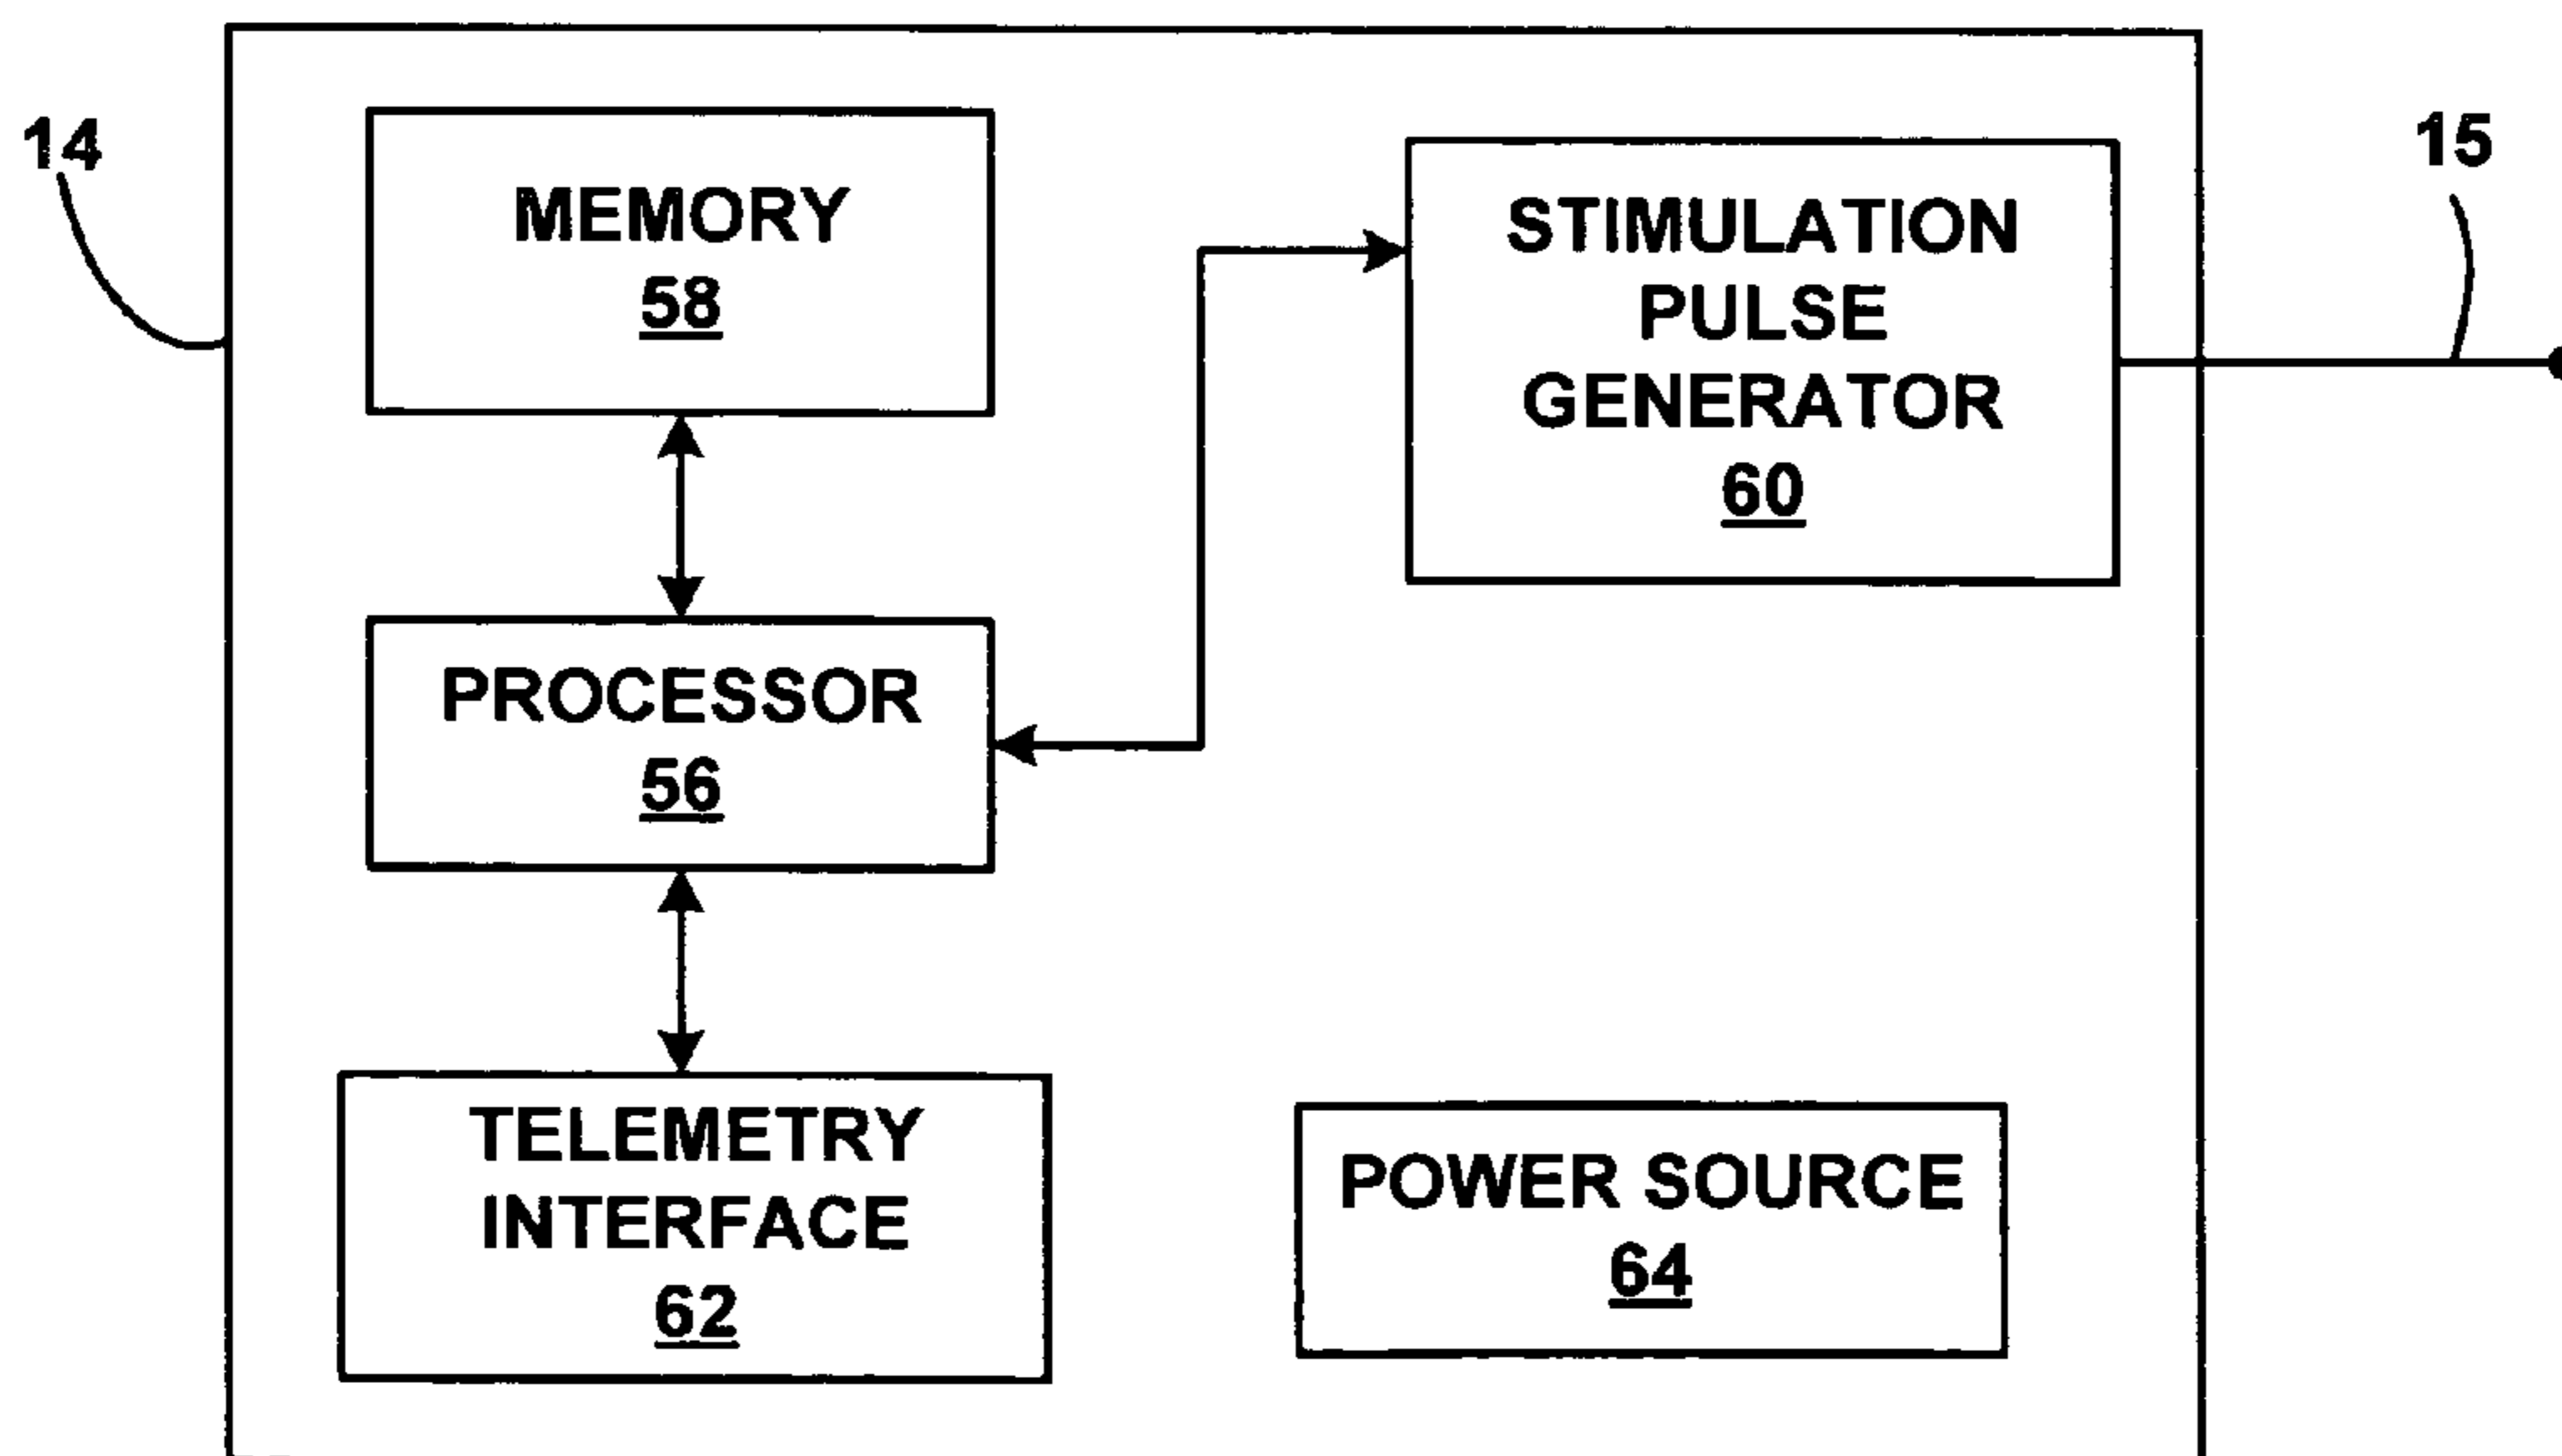 14
MEMORY
58
STIMULATION
PULSE
GENERATOR
60
15
PROCESSOR
56
TELEMETRY
INTERFACE
62
POWER SOURCE
64